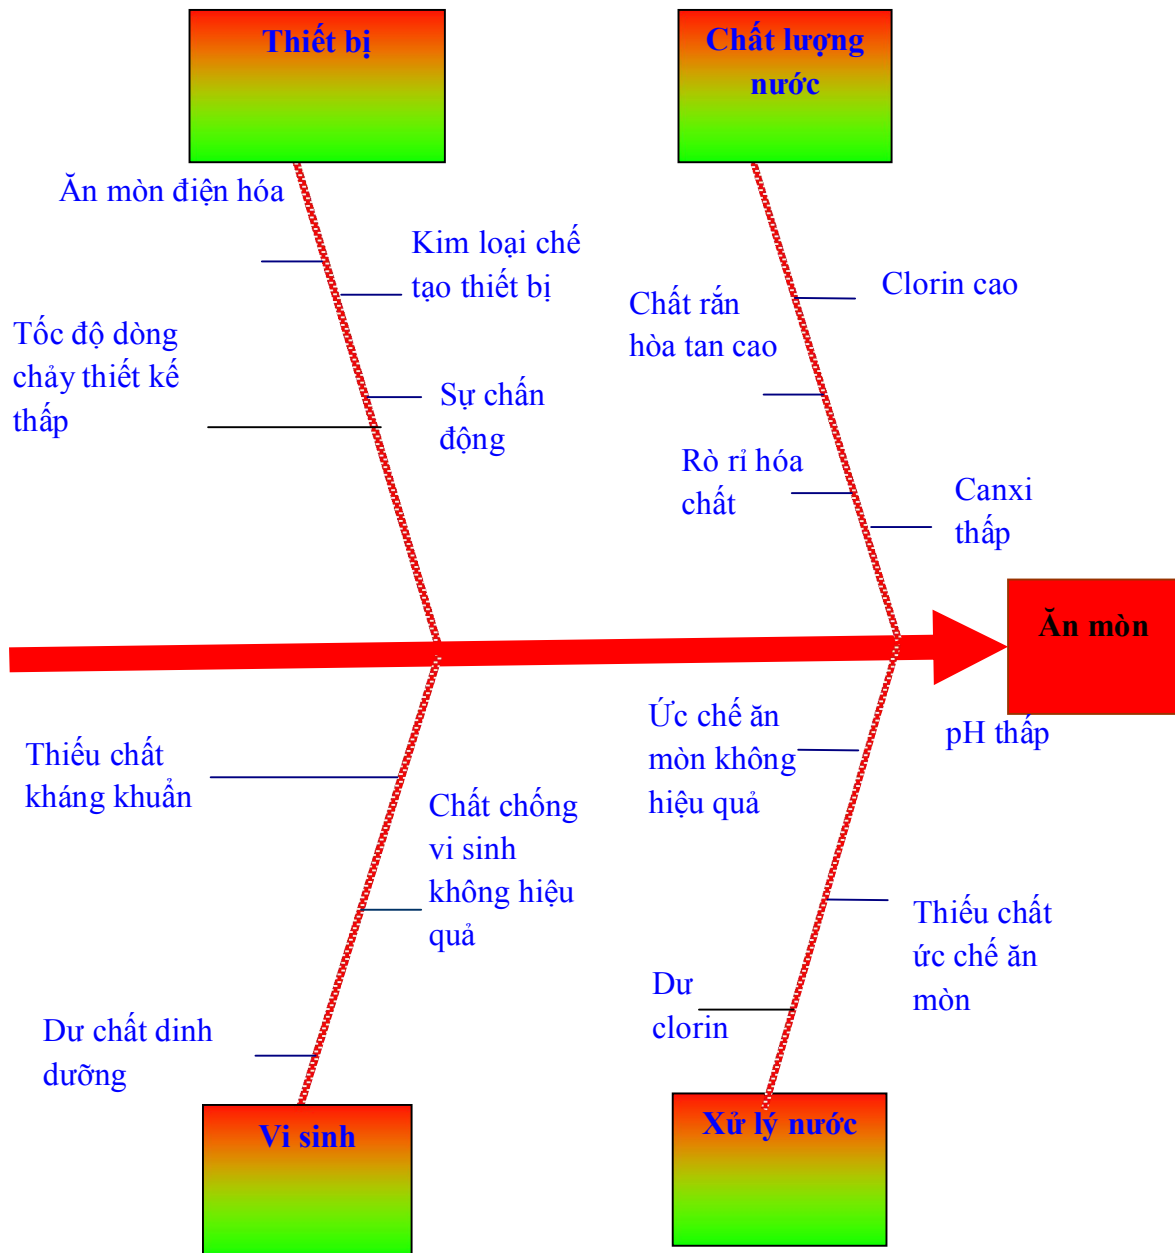 Thiết bị
Chất lượng
nước
Ăn mòn điện hóa
Kim loại chế
tạo thiết bị
Tốc độ dòng
chảy thiết kế
thấp
Sự chấn
động
Clorin cao
Chất rắn
hòa tan cao
Rò rỉ hóa
chất
Canxi
thấp
Ăn mòn
pH thấp
Thiếu chất
kháng khuẩn
Chất chống
vi sinh
không hiệu
quả
Dư chất dinh
dưỡng
Ức chế ăn
mòn không
hiệu quả
Thiếu chất
ức chế ăn
mòn
Dư
clorin
Vi sinh
Xử lý nước